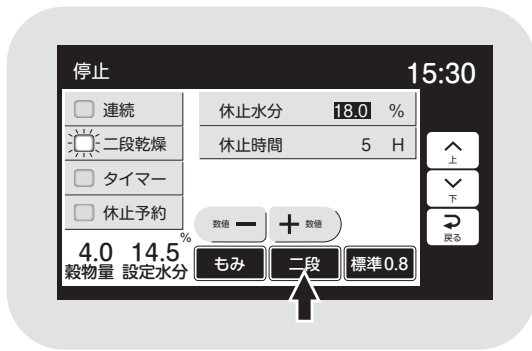 停止 15:30
連続
二段乾燥
タイマー
休止予約
休止水分 18.0 %
休止時間 5 H
上
下
戻る
数値 − + 数値
4.0 14.5 %
穀物量 設定水分
もみ 二段 標準0.8